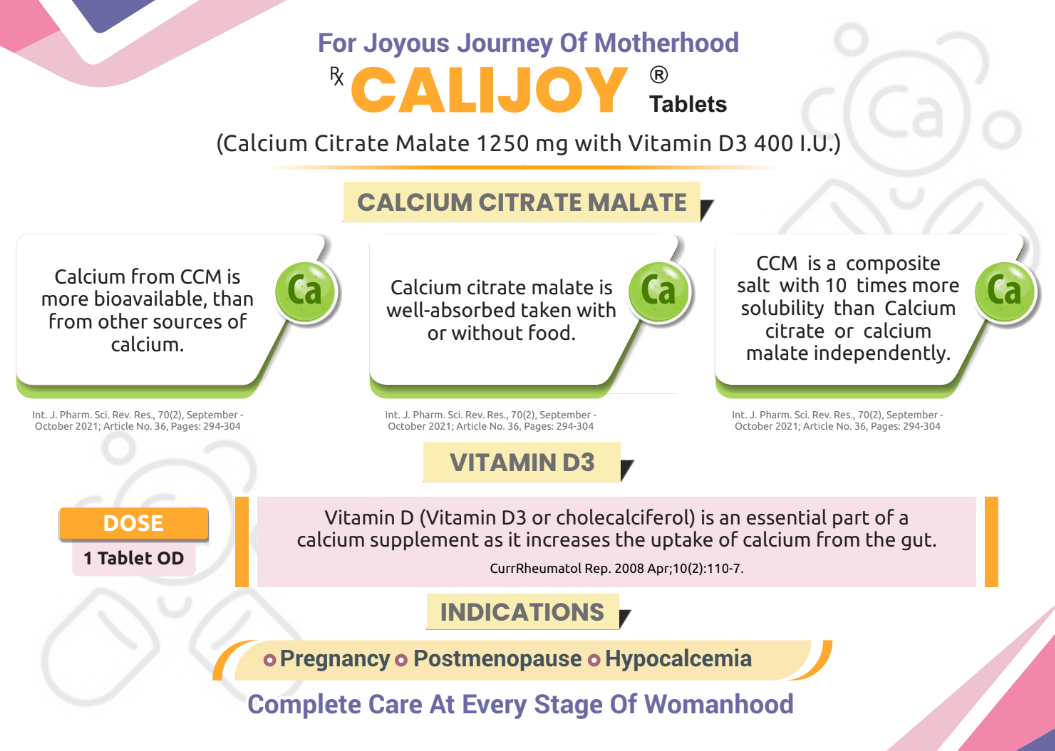 For Joyous Journey Of Motherhood
℞ CALIJOY ®
Tablets
(Calcium Citrate Malate 1250 mg with Vitamin D3 400 I.U.)
CALCIUM CITRATE MALATE
Calcium from CCM is
more bioavailable, than
from other sources of
calcium.
Ca
Int. J. Pharm. Sci. Rev. Res., 70(2), September -
October 2021; Article No. 36, Pages: 294-304
Calcium citrate malate is
well-absorbed taken with
or without food.
Ca
Int. J. Pharm. Sci. Rev. Res., 70(2), September -
October 2021; Article No. 36, Pages: 294-304
CCM is a composite
salt with 10 times more
solubility than Calcium
citrate or calcium
malate independently.
Ca
Int. J. Pharm. Sci. Rev. Res., 70(2), September -
October 2021; Article No. 36, Pages: 294-304
Ca
VITAMIN D3
DOSE
1 Tablet OD
Vitamin D (Vitamin D3 or cholecalciferol) is an essential part of a
calcium supplement as it increases the uptake of calcium from the gut.
CurrRheumatol Rep. 2008 Apr;10(2):110-7.
INDICATIONS
Pregnancy Postmenopause Hypocalcemia
Complete Care At Every Stage Of Womanhood